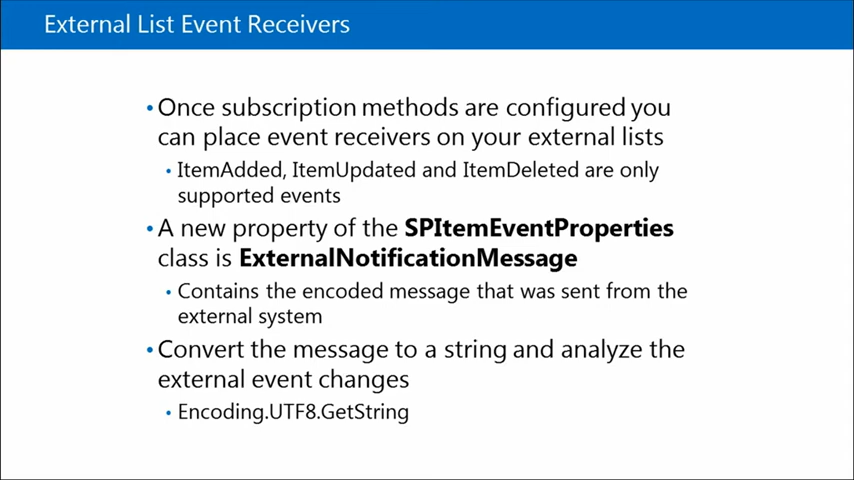 External List Event Receivers
• Once subscription methods are configured you
can place event receivers on your external lists
• ItemAdded, ItemUpdated and ItemDeleted are only
supported events
• A new property of the SPItemEventProperties
class is ExternalNotificationMessage
• Contains the encoded message that was sent from the
external system
• Convert the message to a string and analyze the
external event changes
• Encoding.UTF8.GetString